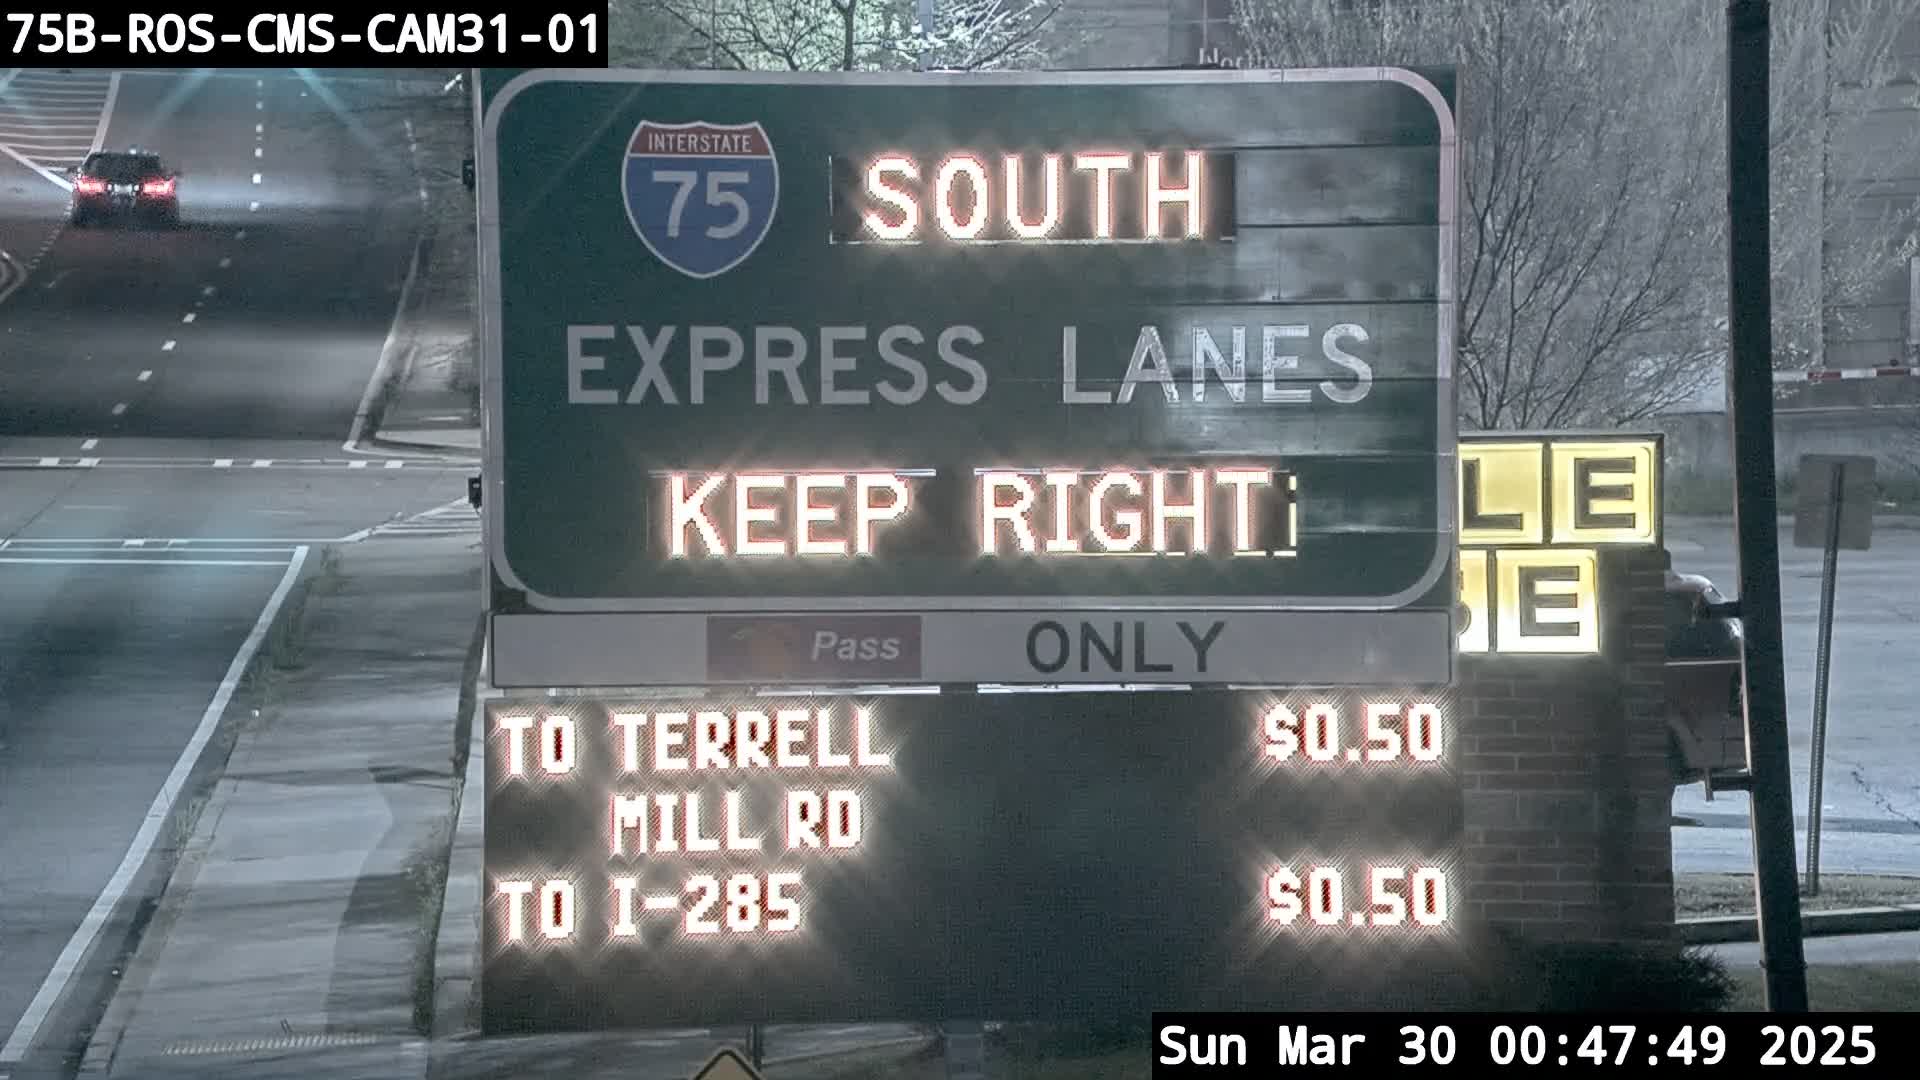 75B-ROS-CMS-CAM31-01
INTERSTATE
75
SOUTH
EXPRESS LANES
KEEP RIGHT
Pass
ONLY
TO TERRELL $0.50
MILL RD
TO I-285 $0.50
LE
E
Sun Mar 30 00:47:49 2025